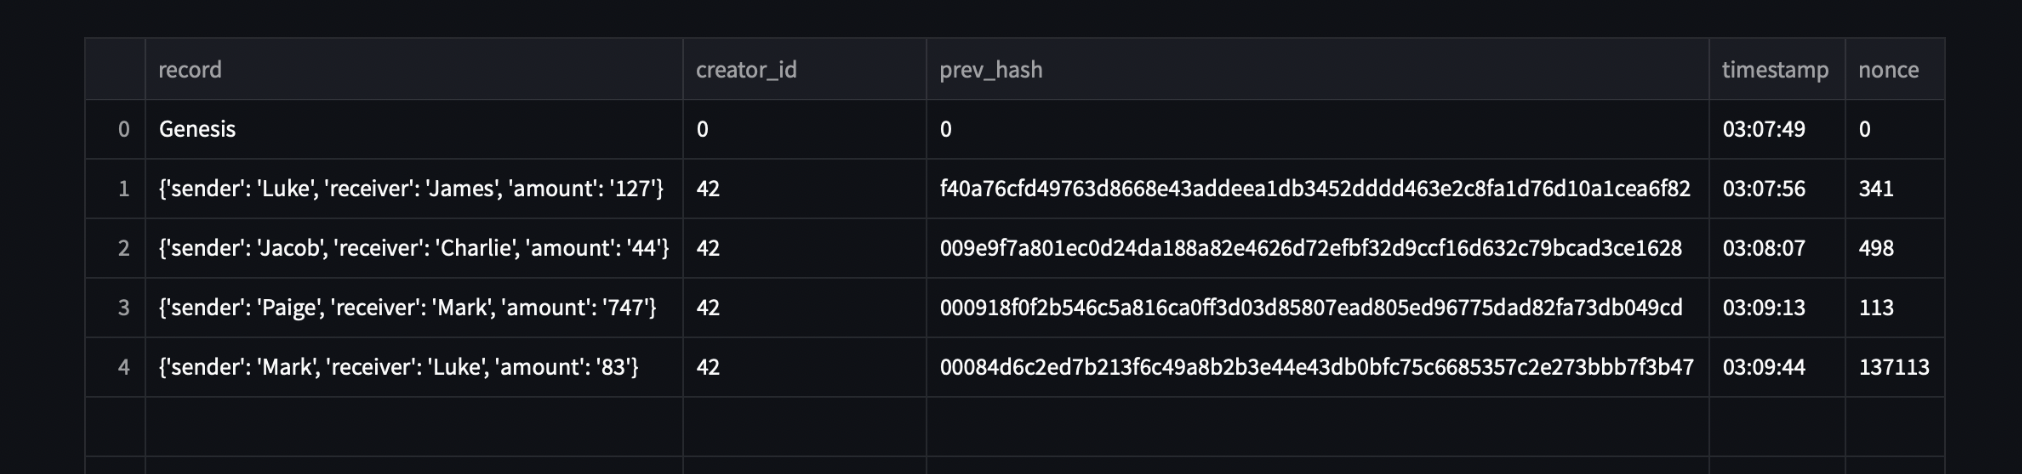 record creator_id prev_hash timestamp nonce
0 Genesis 0 0 03:07:49 0
1 {'sender': 'Luke', 'receiver': 'James', 'amount': '127'} 42 f40a76cfd49763d8668e43addeea1db3452dddd463e2c8fa1d76d10a1cea6f82 03:07:56 341
2 {'sender': 'Jacob', 'receiver': 'Charlie', 'amount': '44'} 42 009e9f7a801ec0d24da188a82e4626d72efbf32d9ccf16d632c79bcad3ce1628 03:08:07 498
3 {'sender': 'Paige', 'receiver': 'Mark', 'amount': '747'} 42 000918f0f2b546c5a816ca0ff3d03d85807ead805ed96775dad82fa73db049cd 03:09:13 113
4 {'sender': 'Mark', 'receiver': 'Luke', 'amount': '83'} 42 00084d6c2ed7b213f6c49a8b2b3e44e43db0bfc75c6685357c2e273bbb7f3b47 03:09:44 137113